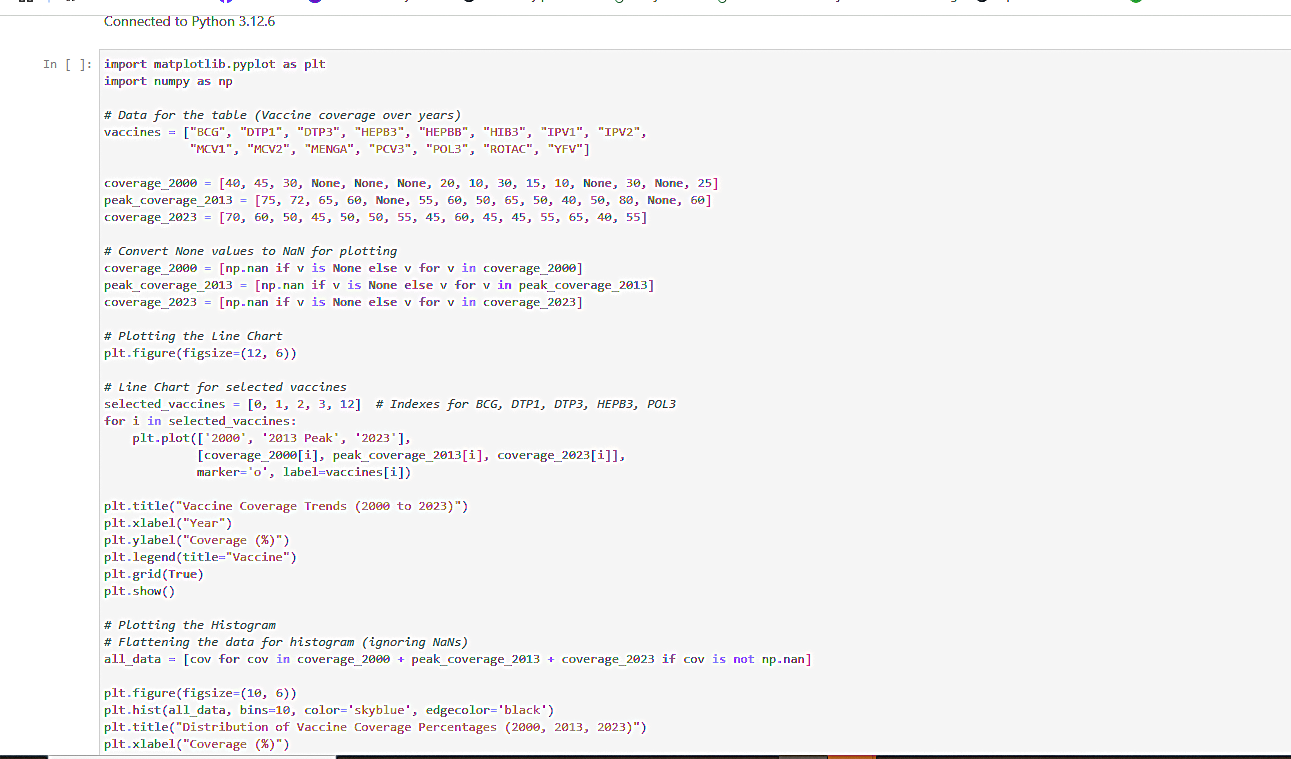 Connected to Python 3.12.6
In [ ]:
import matplotlib.pyplot as plt
import numpy as np

# Data for the table (Vaccine coverage over years)
vaccines = ["BCG", "DTP1", "DTP3", "HEPB3", "HEPBB", "HIB3", "IPV1", "IPV2",
            "MCV1", "MCV2", "MENGA", "PCV3", "POL3", "ROTAC", "YFV"]

coverage_2000 = [40, 45, 30, None, None, None, 20, 10, 30, 15, 10, None, 30, None, 25]
peak_coverage_2013 = [75, 72, 65, 60, None, 55, 60, 50, 65, 50, 40, 50, 80, None, 60]
coverage_2023 = [70, 60, 50, 45, 50, 50, 55, 45, 60, 45, 45, 55, 65, 40, 55]

# Convert None values to NaN for plotting
coverage_2000 = [np.nan if v is None else v for v in coverage_2000]
peak_coverage_2013 = [np.nan if v is None else v for v in peak_coverage_2013]
coverage_2023 = [np.nan if v is None else v for v in coverage_2023]

# Plotting the Line Chart
plt.figure(figsize=(12, 6))

# Line Chart for selected vaccines
selected_vaccines = [0, 1, 2, 3, 12]  # Indexes for BCG, DTP1, DTP3, HEPB3, POL3
for i in selected_vaccines:
    plt.plot(['2000', '2013 Peak', '2023'],
             [coverage_2000[i], peak_coverage_2013[i], coverage_2023[i]],
             marker='o', label=vaccines[i])

plt.title("Vaccine Coverage Trends (2000 to 2023)")
plt.xlabel("Year")
plt.ylabel("Coverage (%)")
plt.legend(title="Vaccine")
plt.grid(True)
plt.show()

# Plotting the Histogram
# Flattening the data for histogram (ignoring NaNs)
all_data = [cov for cov in coverage_2000 + peak_coverage_2013 + coverage_2023 if cov is not np.nan]

plt.figure(figsize=(10, 6))
plt.hist(all_data, bins=10, color='skyblue', edgecolor='black')
plt.title("Distribution of Vaccine Coverage Percentages (2000, 2013, 2023)")
plt.xlabel("Coverage (%)")